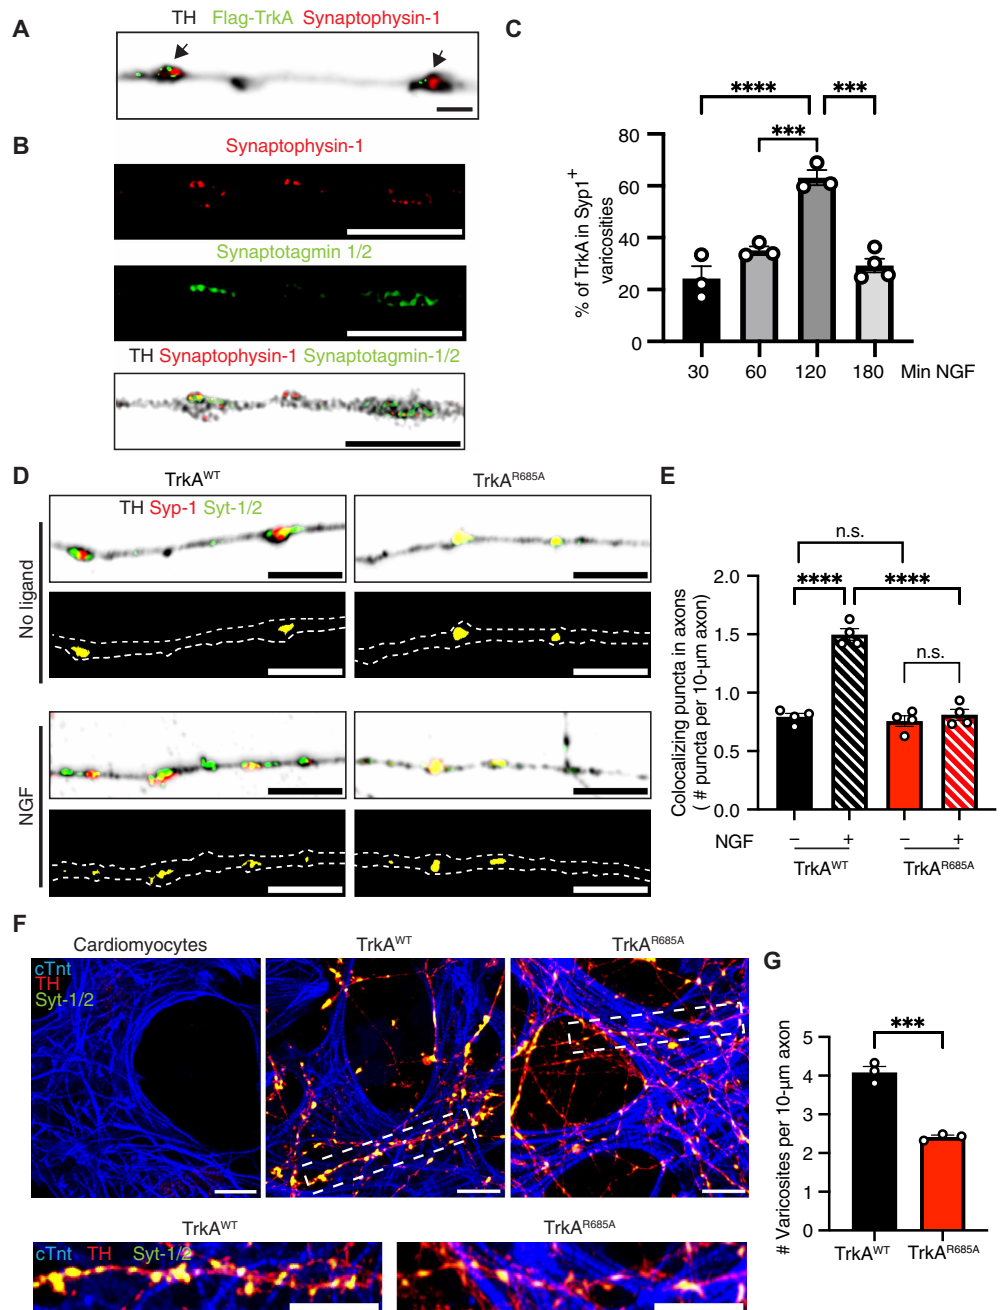 A
TH Flag-TrkA Synaptophysin-1
B
Synaptophysin-1
Synaptotagmin 1/2
TH Synaptophysin-1 Synaptotagmin-1/2
C
**** ***
***
% of TrkA in Syp1+
varicosities
80
60
40
20
0
30 60 120 180 Min NGF
D
TrkAWT TrkAR685A
No ligand
TH Syp-1 Syt-1/2
NGF
E
n.s.
**** ****
n.s.
Colocalizing puncta in axons
( # puncta per 10-µm axon)
2.0
1.5
1.0
0.5
0.0
NGF – + – +
TrkAWT TrkAR685A
F
Cardiomyocytes TrkAWT TrkAR685A
cTnt
TH
Syt-1/2
TrkAWT TrkAR685A
cTnt TH Syt-1/2
G
***
# Varicosites per 10-µm axon
5
4
3
2
1
0
TrkAWT TrkAR685A